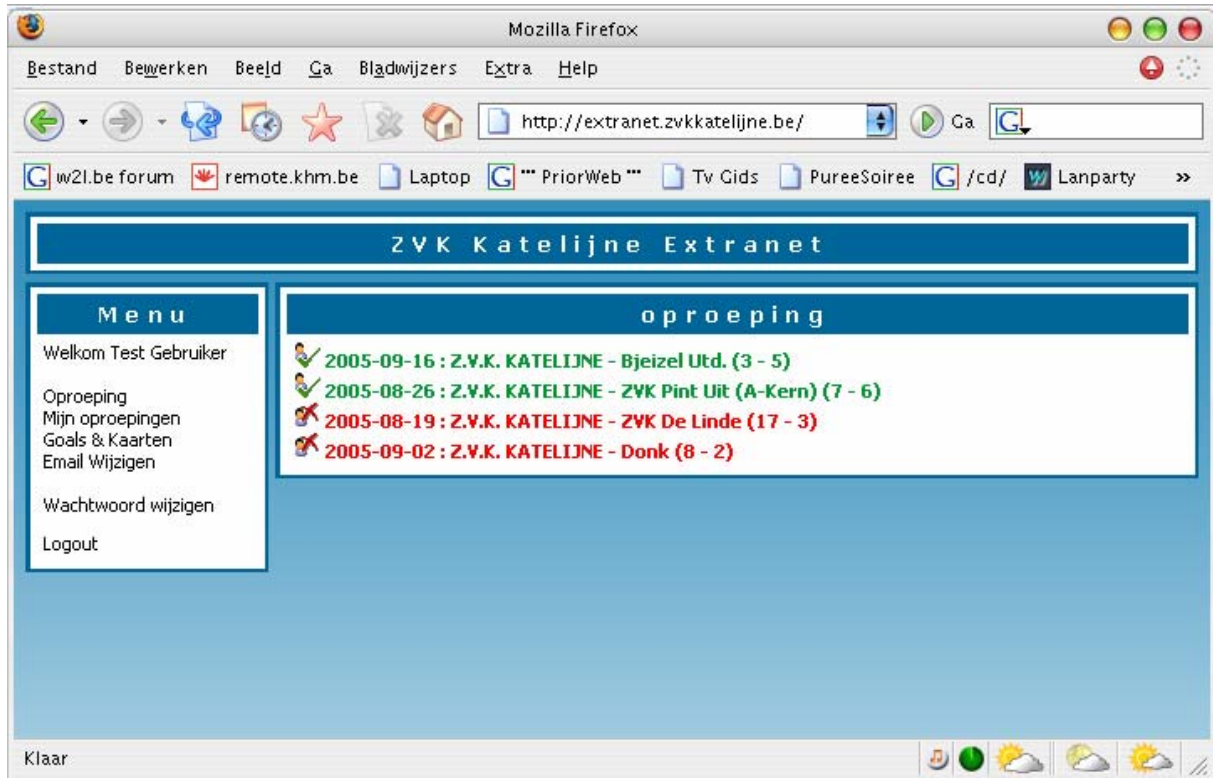 Mozilla Firefox
Bestand Bewerken Beeld Ga Bladwijzers Extra Help
http://extranet.zvkkatelijne.be/ Ga G
G w2l.be forum remote.khm.be Laptop G """ PriorWeb """ Tv Gids PureeSoiree G /cd/ W Lanparty »
ZVK Katelijne Extranet
Menu
Welkom Test Gebruiker
Oproeping
Mijn oproepingen
Goals & Kaarten
Email Wijzigen
Wachtwoord wijzigen
Logout
oproeping
2005-09-16 : Z.V.K. KATELIJNE - Bjeizel Utd. (3 - 5)
2005-08-26 : Z.V.K. KATELIJNE - ZVK Pint Uit (A-Kern) (7 - 6)
2005-08-19 : Z.V.K. KATELIJNE - ZVK De Linde (17 - 3)
2005-09-02 : Z.V.K. KATELIJNE - Donk (8 - 2)
Klaar